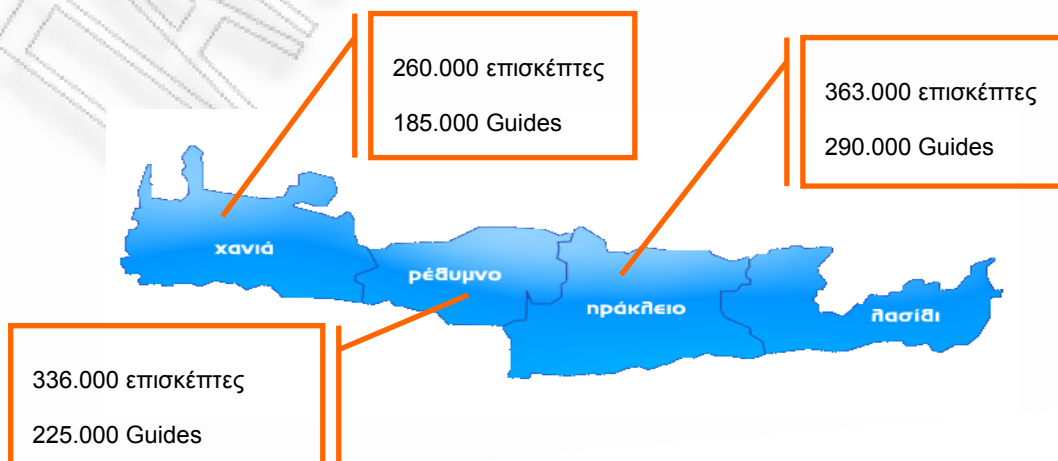 260.000 επισκέπτες
185.000 Guides
363.000 επισκέπτες
290.000 Guides
χανιά
ρέθυμνο
ηράκλειο
λασίθι
336.000 επισκέπτες
225.000 Guides